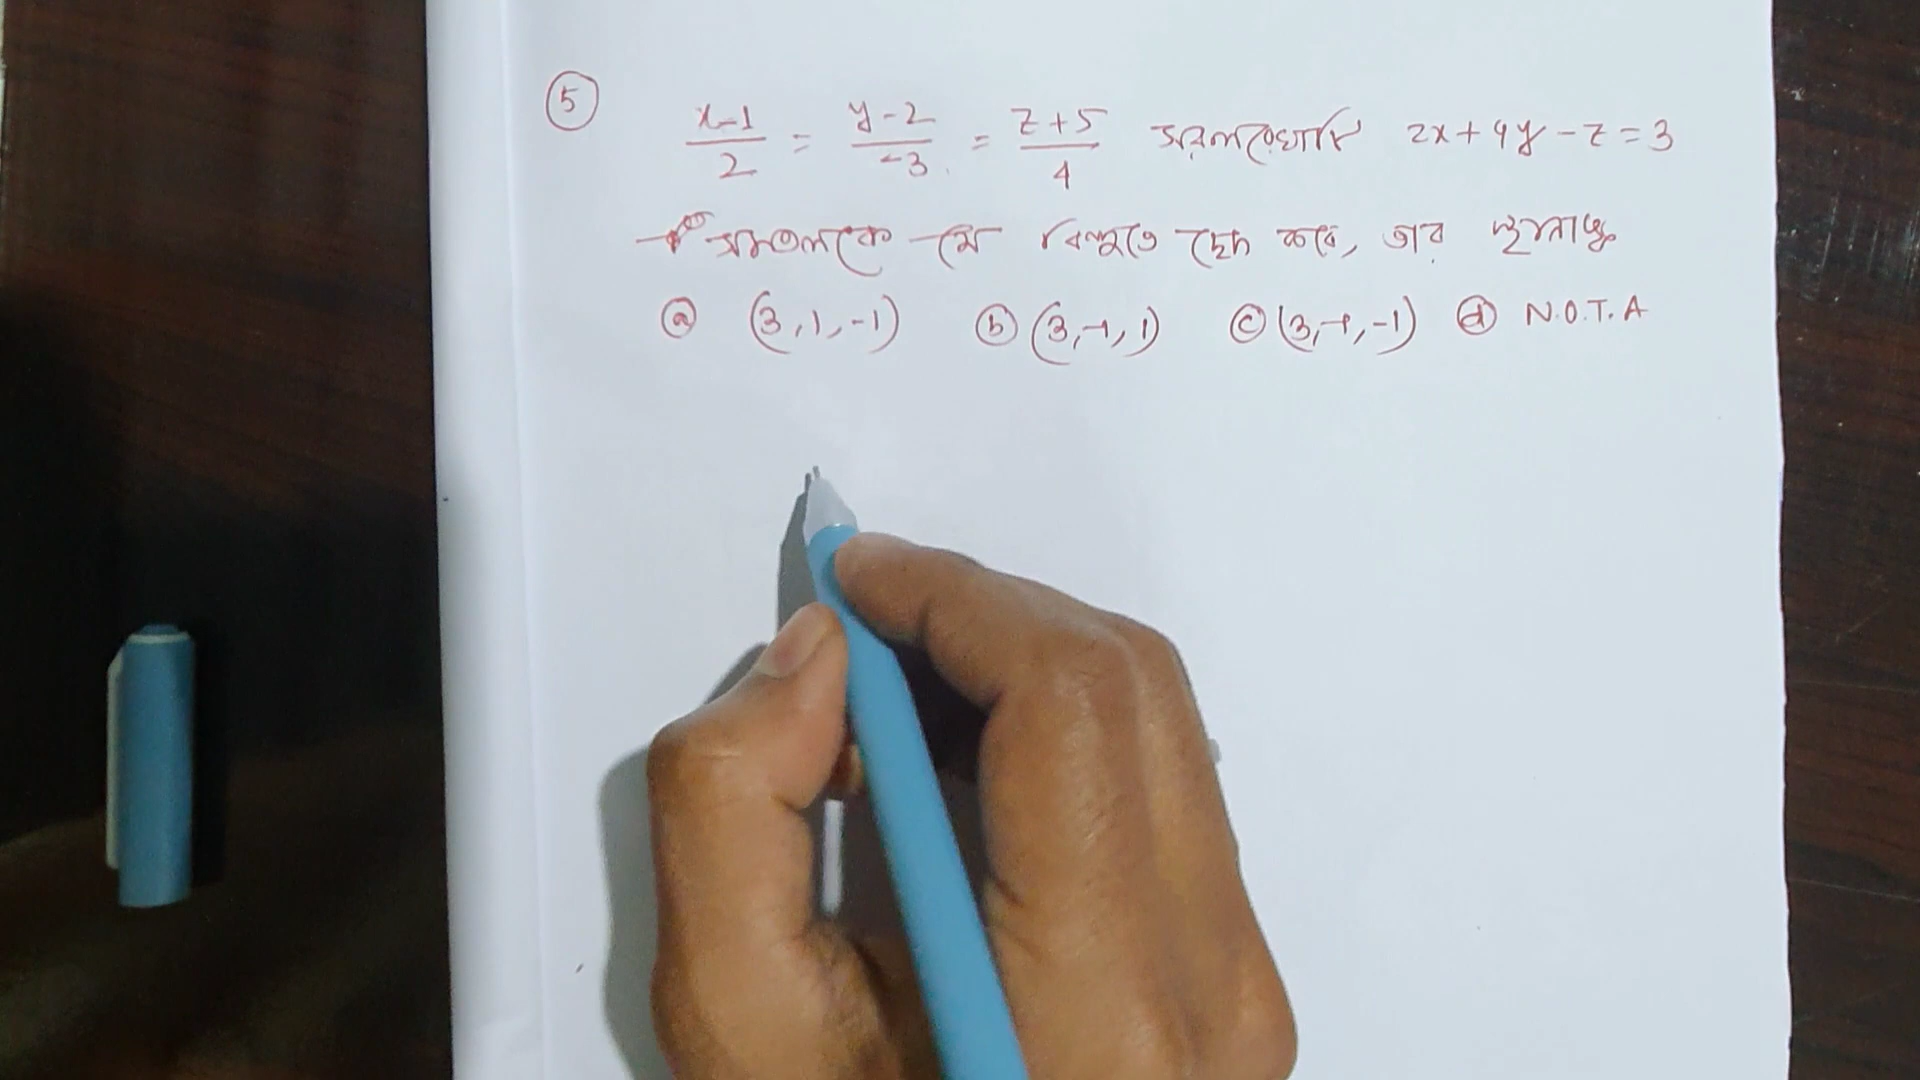 5 (x-1)/2 = (y-2)/-3 = (z+5)/4 সরলরেখাটি 2x+4y-z=3
সমতলকে যে বিন্দুতে ছেদ করে, তার স্থানাঙ্ক
a (3,1,-1) b (3,-1,1) c (3,-1,-1) d N.O.T.A